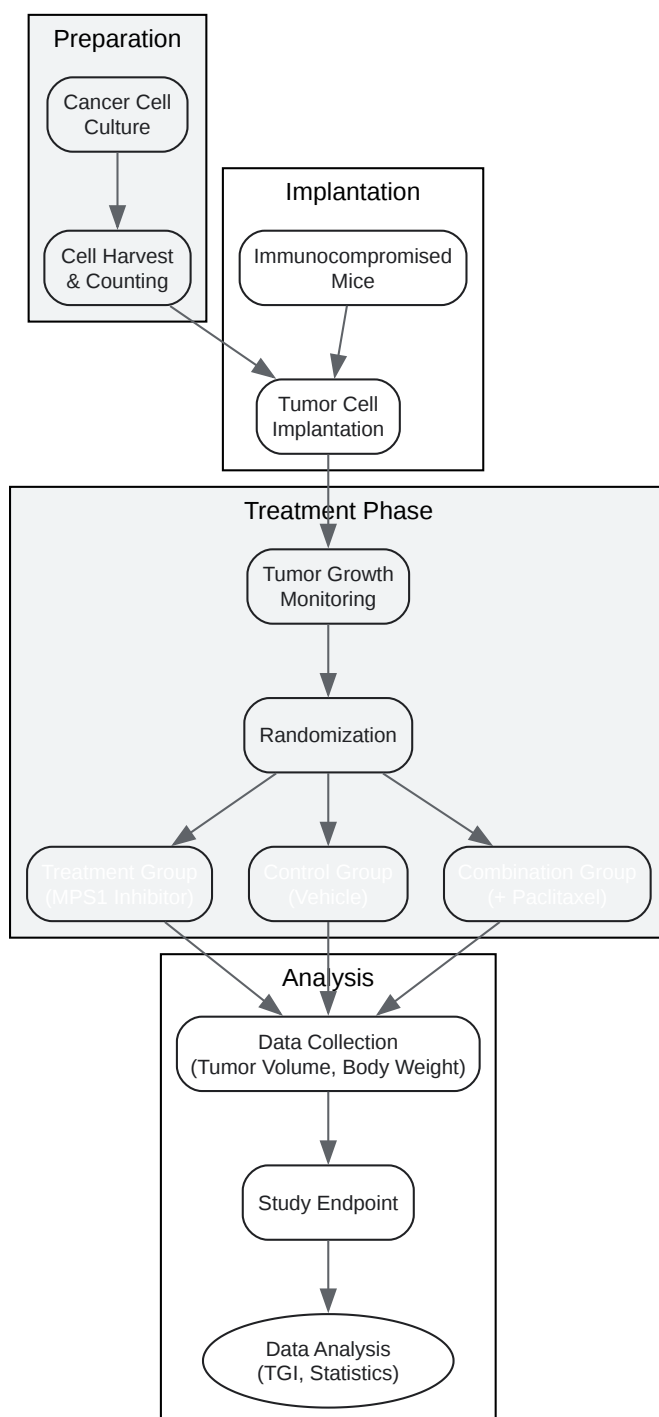 Preparation
Cancer Cell
Culture
Cell Harvest
& Counting
Implantation
Immunocompromised
Mice
Tumor Cell
Implantation
Treatment Phase
Tumor Growth
Monitoring
Randomization
Treatment Group
(MPS1 Inhibitor)
Control Group
(Vehicle)
Combination Group
(+ Paclitaxel)
Analysis
Data Collection
(Tumor Volume, Body Weight)
Study Endpoint
Data Analysis
(TGI, Statistics)